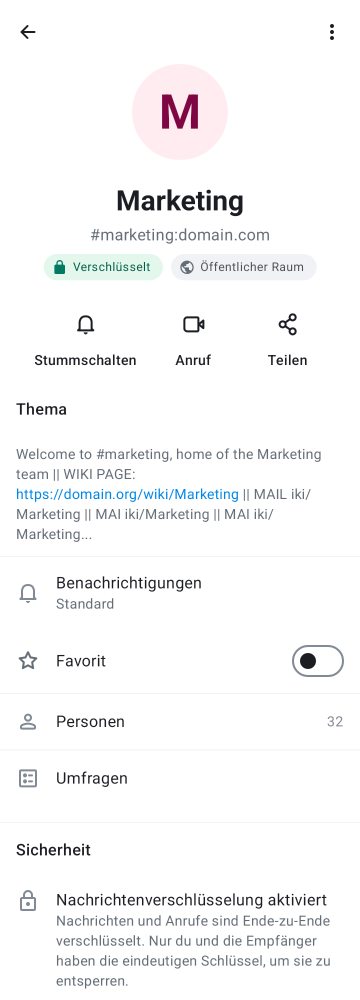 M
Marketing
#marketing:domain.com
Verschlüsselt Öffentlicher Raum
Stummschalten Anruf Teilen
Thema
Welcome to #marketing, home of the Marketing
team || WIKI PAGE:
https://domain.org/wiki/Marketing || MAIL iki/
Marketing || MAI iki/Marketing || MAI iki/
Marketing...
Benachrichtigungen
Standard
Favorit
Personen 32
Umfragen
Sicherheit
Nachrichtenverschlüsselung aktiviert
Nachrichten und Anrufe sind Ende-zu-Ende
verschlüsselt. Nur du und die Empfänger
haben die eindeutigen Schlüssel, um sie zu
entsperren.